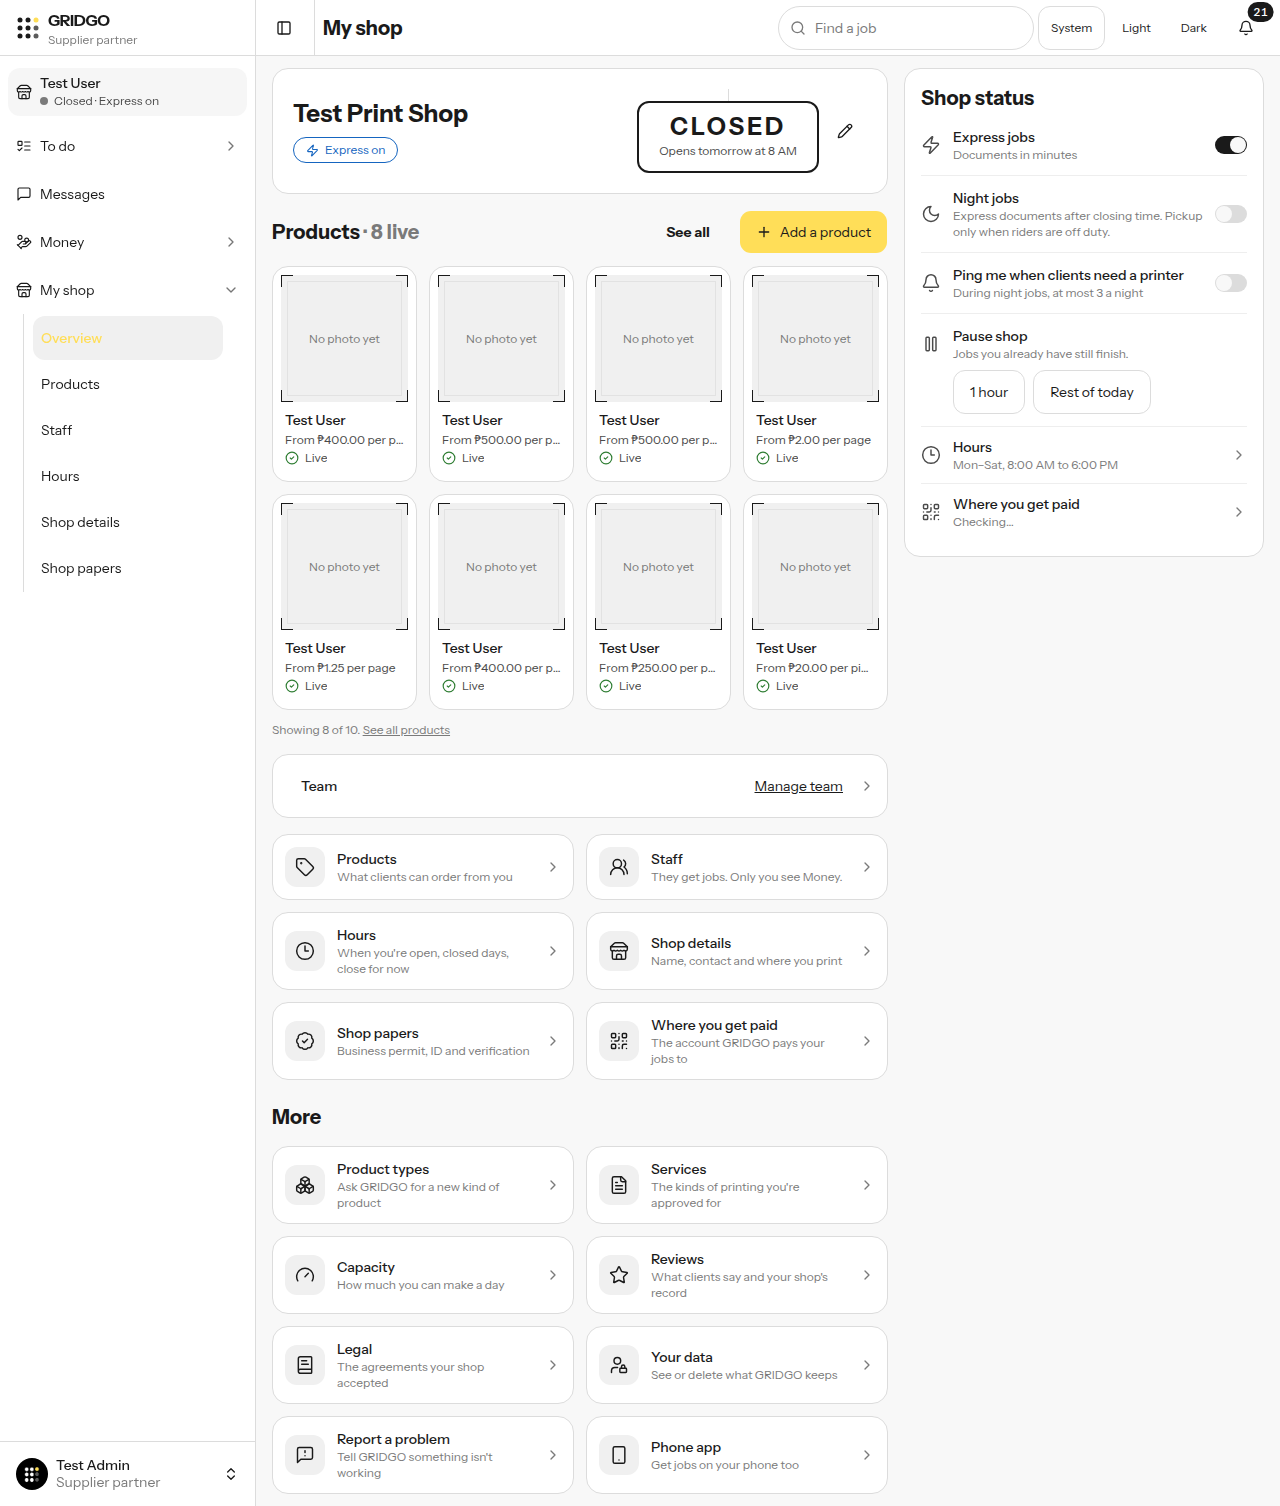 GRIDGO
Supplier partner
Test User
Closed · Express on
To do
Messages
Money
My shop
Overview
Products
Staff
Hours
Shop details
Shop papers
Test Admin
Supplier partner
My shop
Find a job
System
Light
Dark
21
Test Print Shop
Express on
CLOSED
Opens tomorrow at 8 AM
Products · 8 live
See all
Add a product
No photo yet
Test User
From ₱400.00 per p...
Live
No photo yet
Test User
From ₱500.00 per p...
Live
No photo yet
Test User
From ₱500.00 per p...
Live
No photo yet
Test User
From ₱2.00 per page
Live
No photo yet
Test User
From ₱1.25 per page
Live
No photo yet
Test User
From ₱400.00 per p...
Live
No photo yet
Test User
From ₱250.00 per p...
Live
No photo yet
Test User
From ₱20.00 per pi...
Live
Showing 8 of 10. See all products
Team
Manage team
Products
What clients can order from you
Staff
They get jobs. Only you see Money.
Hours
When you're open, closed days,
close for now
Shop details
Name, contact and where you print
Shop papers
Business permit, ID and verification
Where you get paid
The account GRIDGO pays your
jobs to
More
Product types
Ask GRIDGO for a new kind of
product
Services
The kinds of printing you're
approved for
Capacity
How much you can make a day
Reviews
What clients say and your shop's
record
Legal
The agreements your shop
accepted
Your data
See or delete what GRIDGO keeps
Report a problem
Tell GRIDGO something isn't
working
Phone app
Get jobs on your phone too
Shop status
Express jobs
Documents in minutes
Night jobs
Express documents after closing time. Pickup
only when riders are off duty.
Ping me when clients need a printer
During night jobs, at most 3 a night
Pause shop
Jobs you already have still finish.
1 hour
Rest of today
Hours
Mon–Sat, 8:00 AM to 6:00 PM
Where you get paid
Checking...